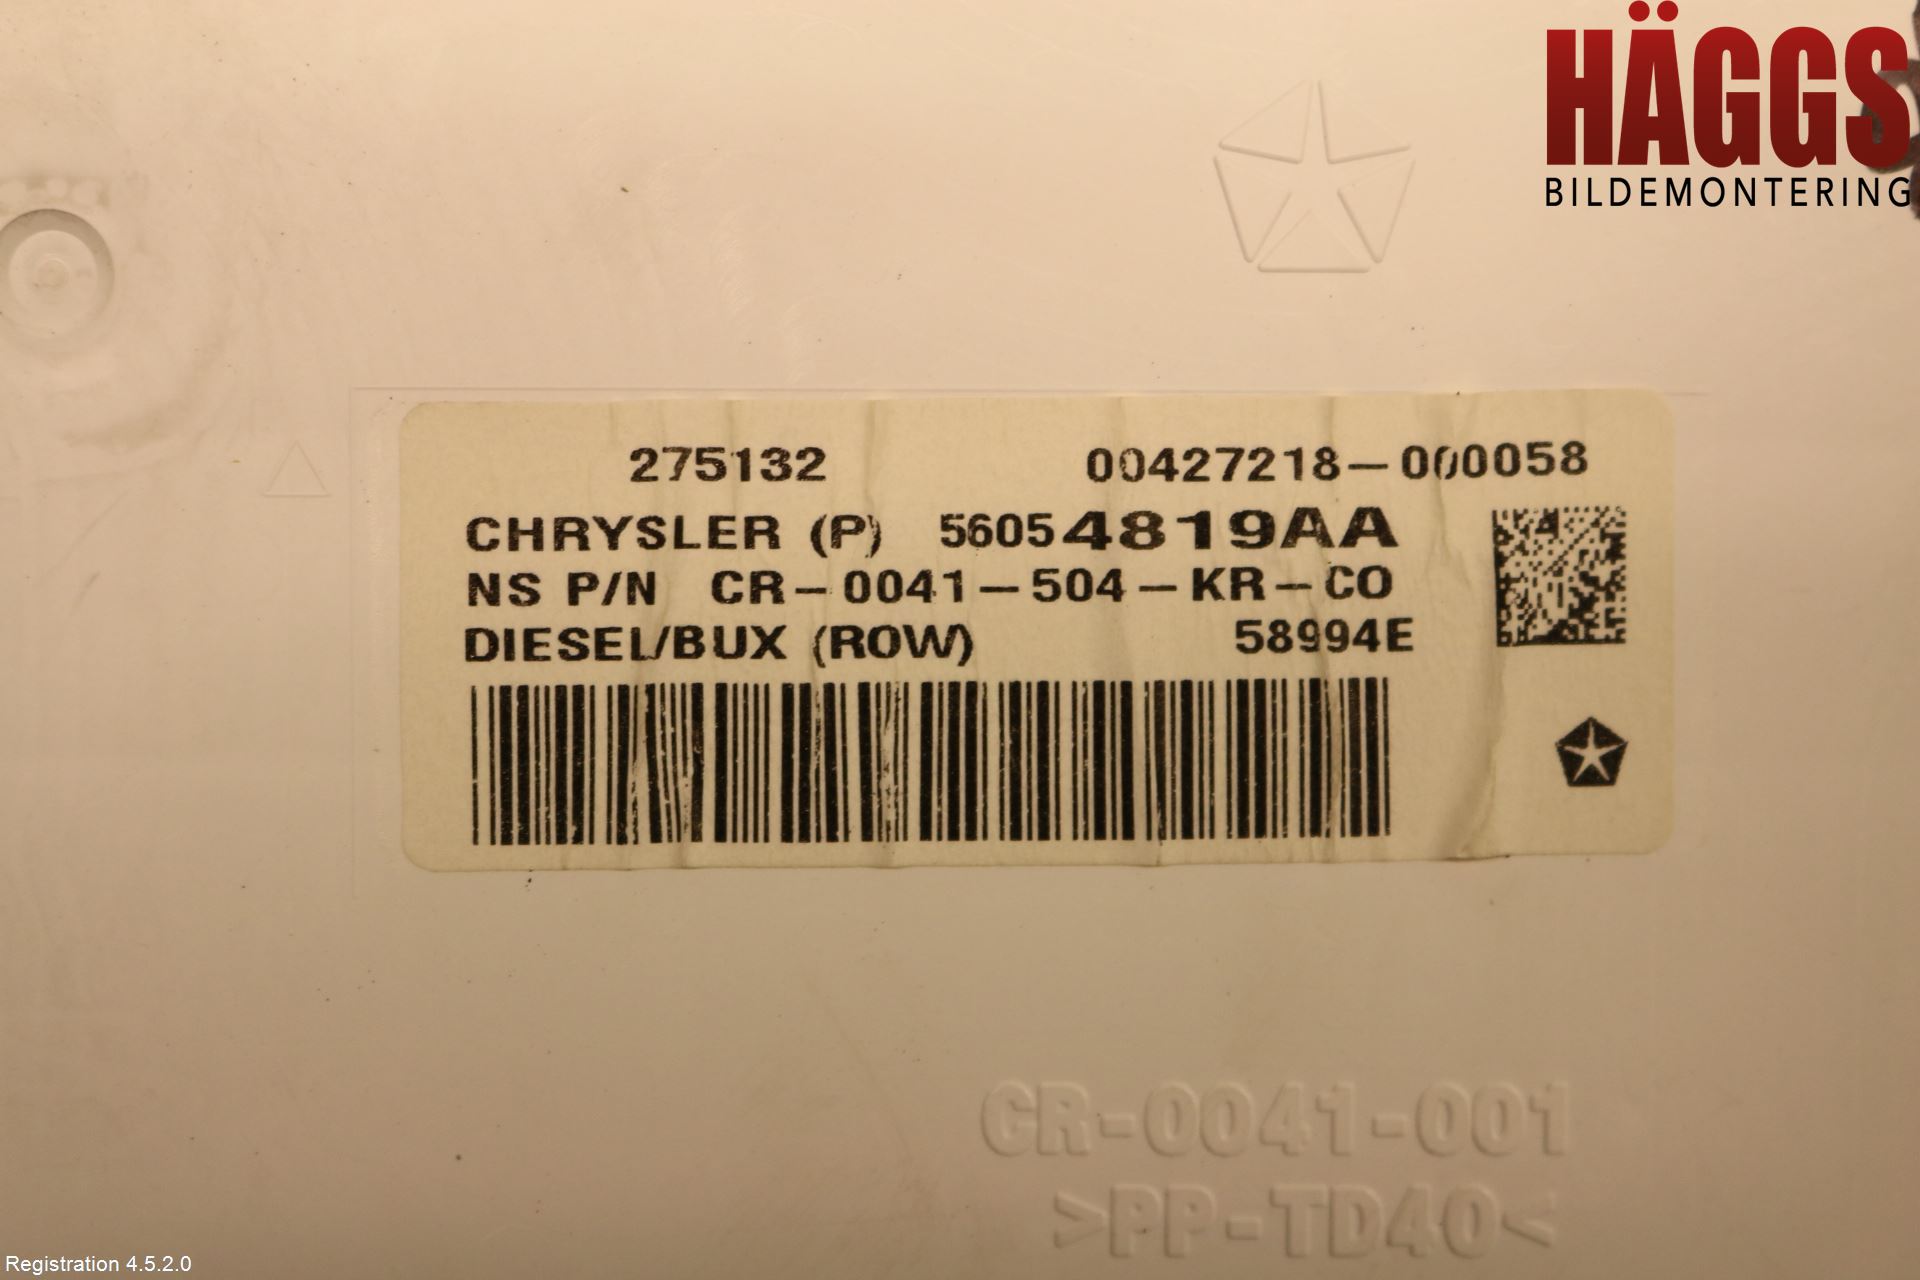 HÄGGS
BILDEMONTERING
275132 00427218-000058
CHRYSLER (P) 56054819AA
NS P/N CR-0041-504-KR-CO
DIESEL/BUX (ROW) 58994E
CR-0041-001
>PP-TD40<
Registration 4.5.2.0